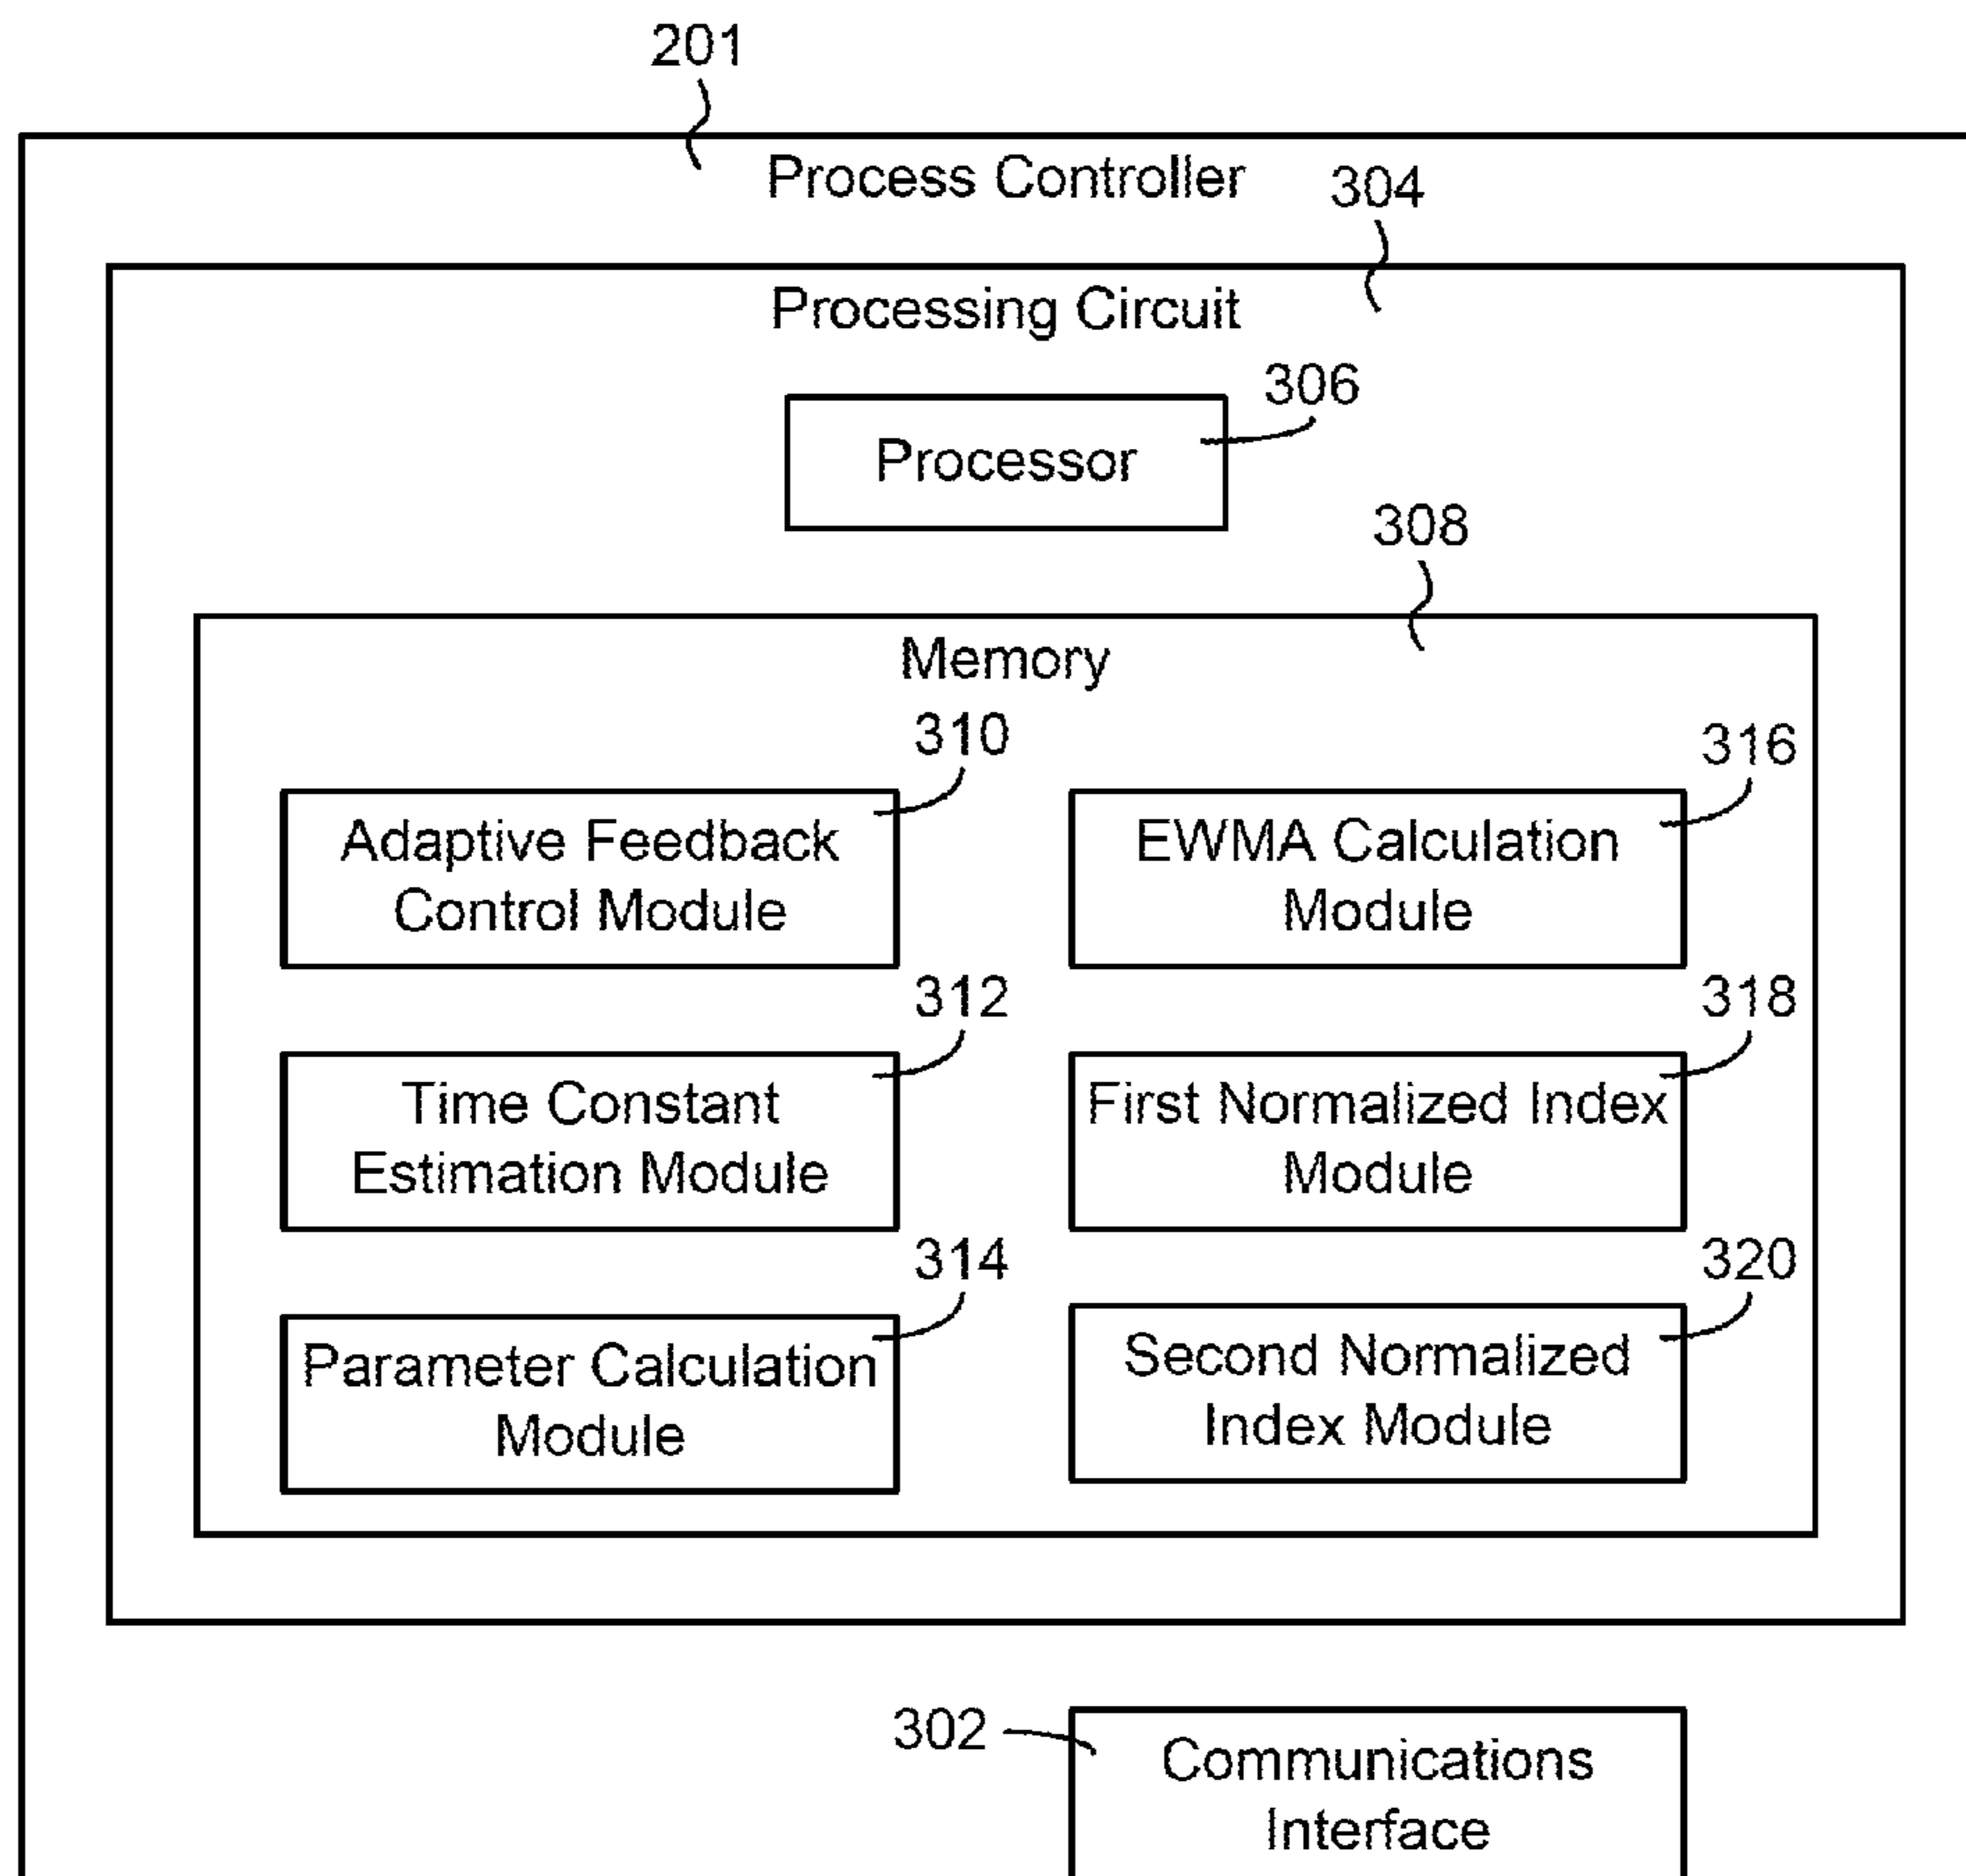 201
Process Controller
304
Processing Circuit
306
Processor
308
Memory
310
316
Adaptive Feedback
Control Module
EWMA Calculation
Module
312
318
Time Constant
Estimation Module
First Normalized Index
Module
314
320
Parameter Calculation
Module
Second Normalized
Index Module
302
Communications
Interface